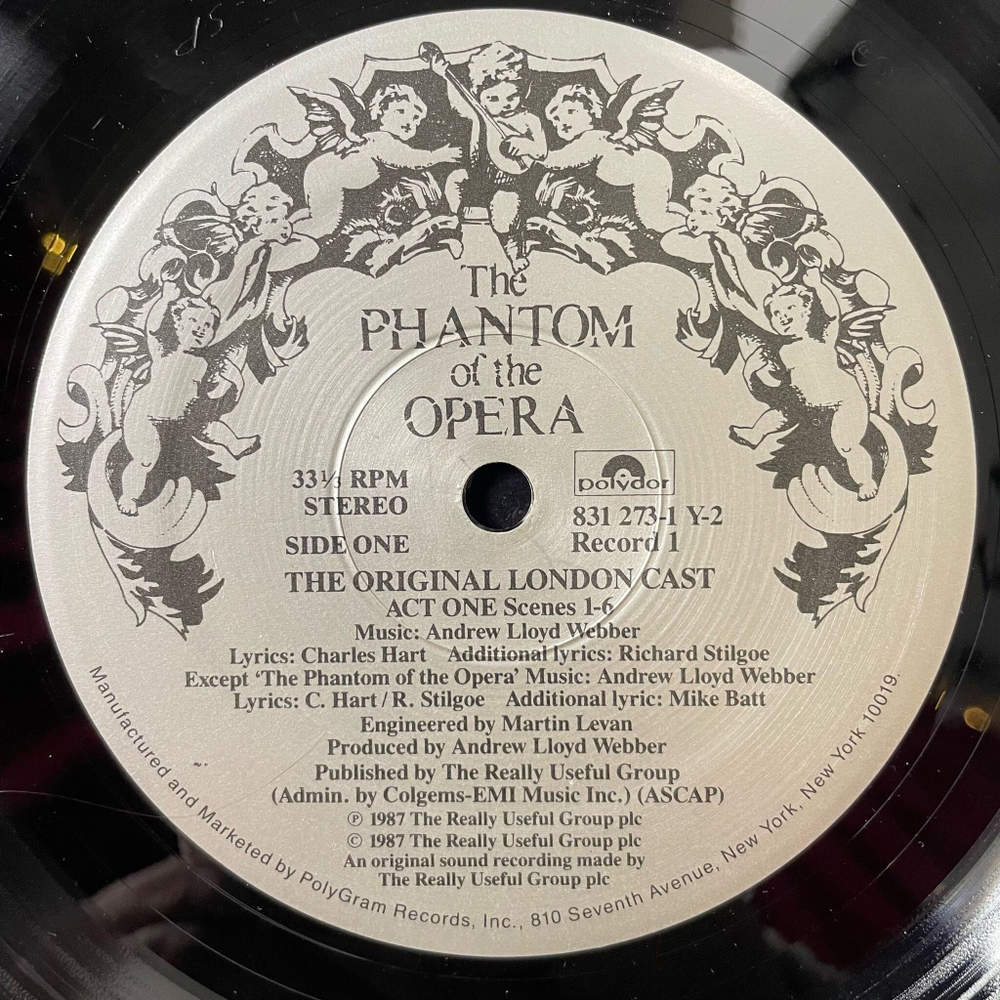 The
PHANTOM
of the
OPERA
33⅓ RPM
STEREO
SIDE ONE
polydor
831 273-1 Y-2
Record 1
THE ORIGINAL LONDON CAST
ACT ONE Scenes 1-6
Music: Andrew Lloyd Webber
Lyrics: Charles Hart Additional lyrics: Richard Stilgoe
Except ‘The Phantom of the Opera’ Music: Andrew Lloyd Webber
Lyrics: C. Hart / R. Stilgoe Additional lyric: Mike Batt
Engineered by Martin Levan
Produced by Andrew Lloyd Webber
Published by The Really Useful Group
(Admin. by Colgems-EMI Music Inc.) (ASCAP)
℗ 1987 The Really Useful Group plc
© 1987 The Really Useful Group plc
An original sound recording made by
The Really Useful Group plc
Manufactured and Marketed by PolyGram Records, Inc., 810 Seventh Avenue, New York, New York 10019.